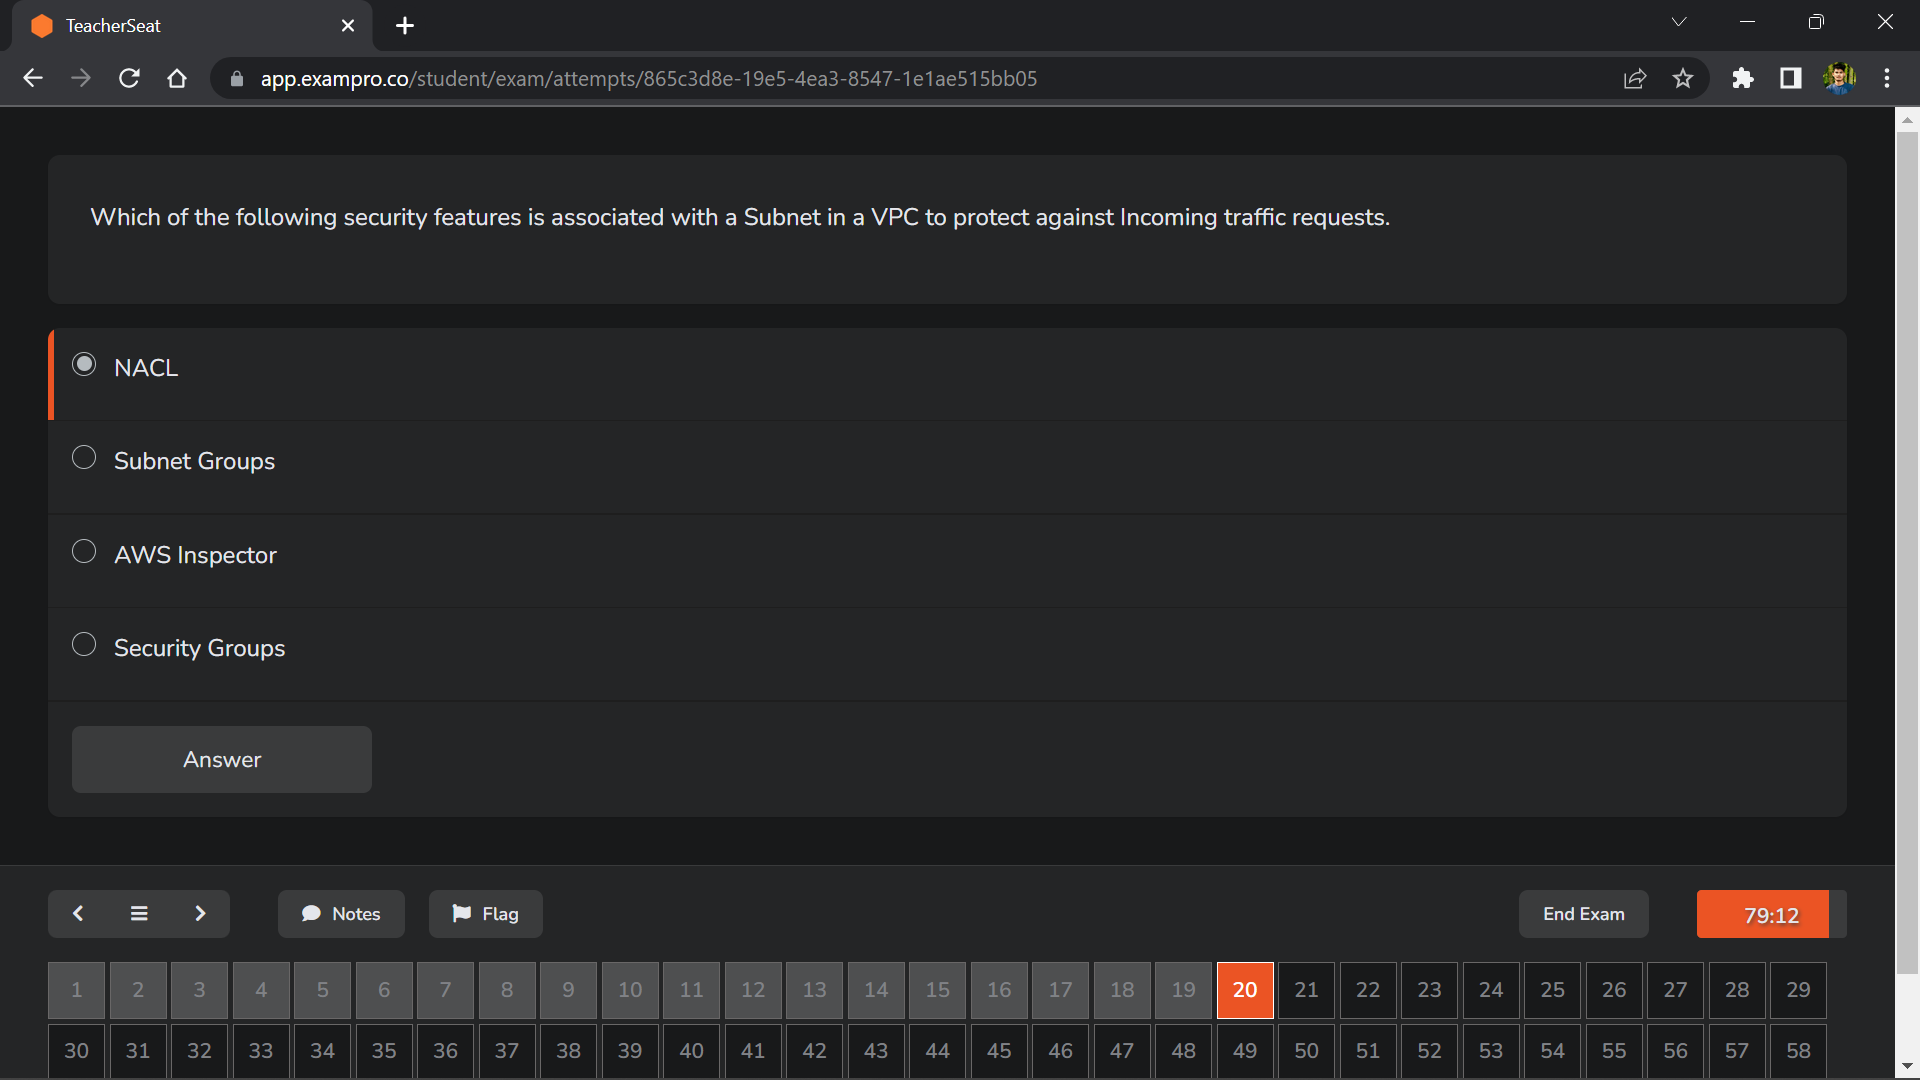 TeacherSeat
app.exampro.co/student/exam/attempts/865c3d8e-19e5-4ea3-8547-1e1ae515bb05
Which of the following security features is associated with a Subnet in a VPC to protect against Incoming traffic requests.
NACL
Subnet Groups
AWS Inspector
Security Groups
Answer
Notes Flag End Exam 79:12
1 2 3 4 5 6 7 8 9 10 11 12 13 14 15 16 17 18 19 20 21 22 23 24 25 26 27 28 29
30 31 32 33 34 35 36 37 38 39 40 41 42 43 44 45 46 47 48 49 50 51 52 53 54 55 56 57 58